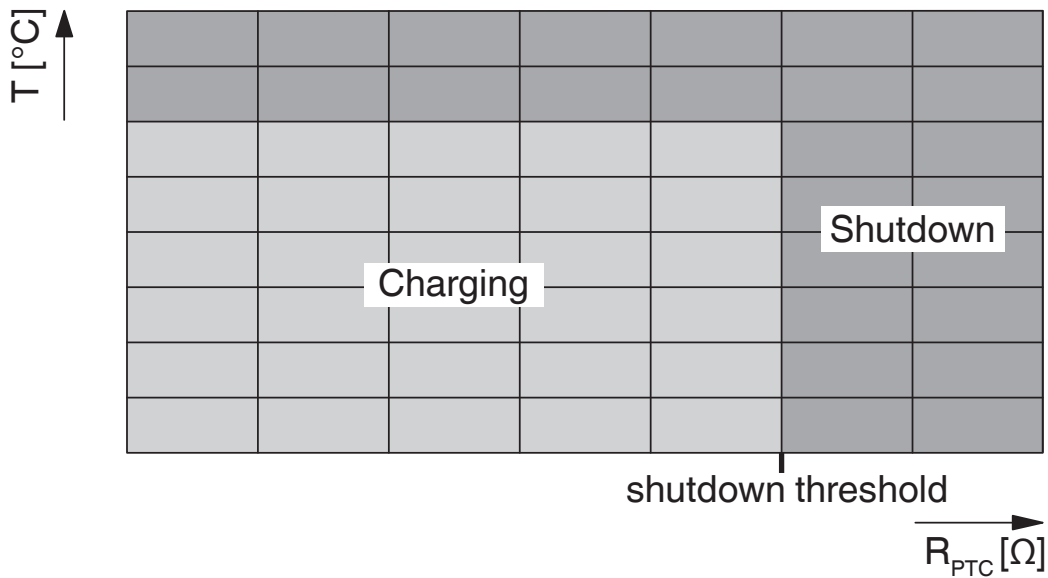 T [°C]
Shutdown
Charging
shutdown threshold
R_PTC [Ω]